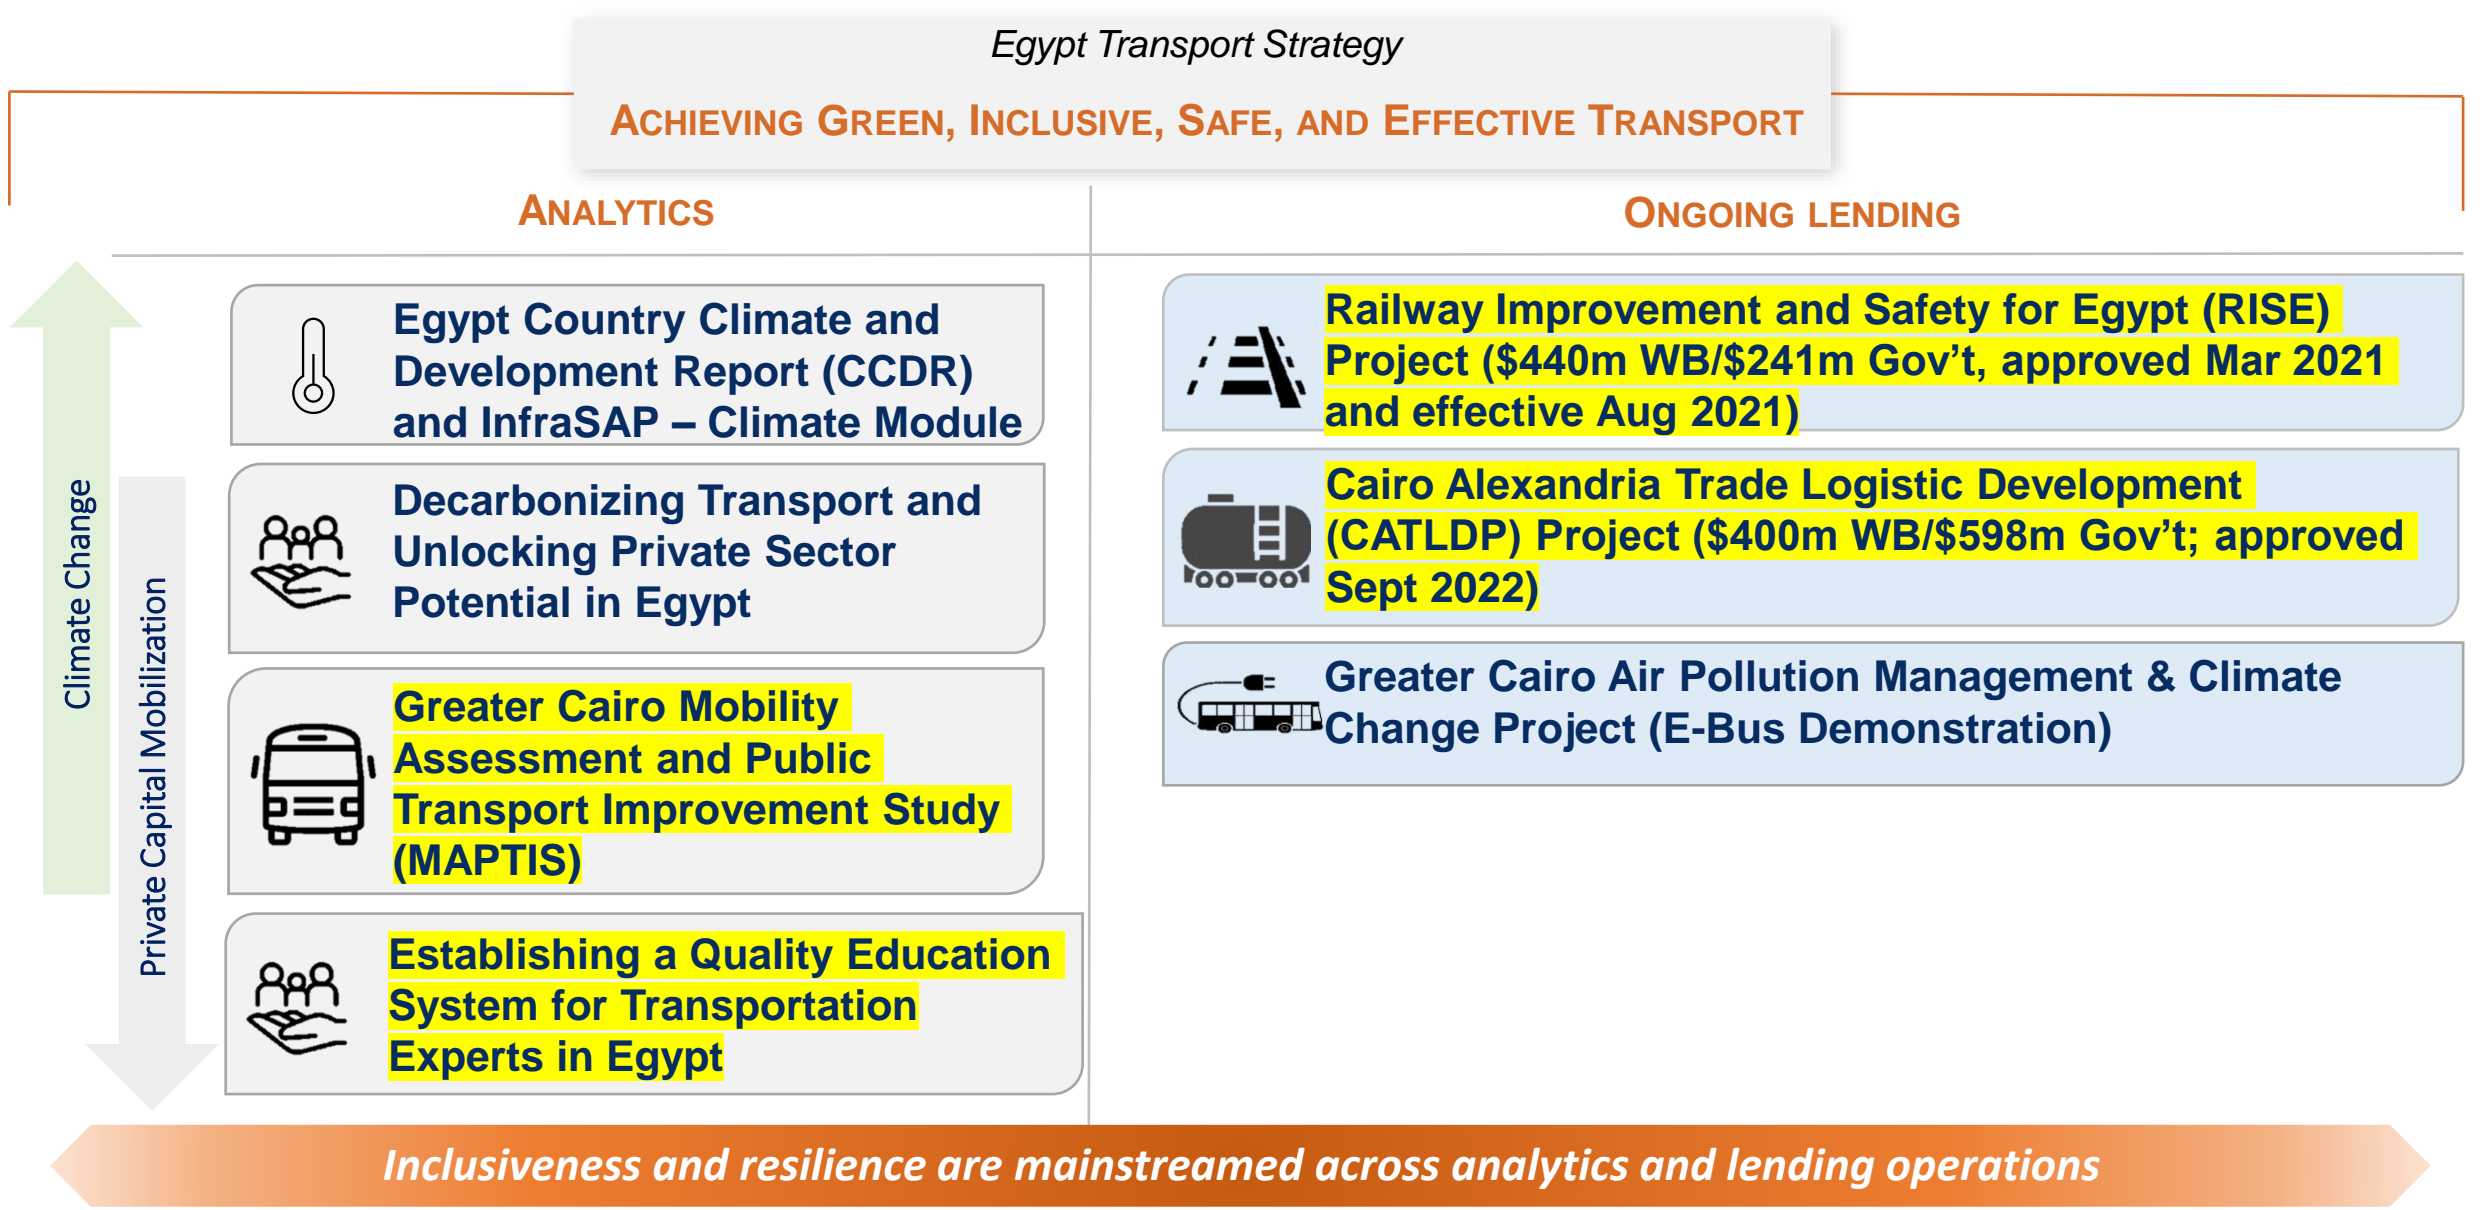 Egypt Transport Strategy
ACHIEVING GREEN, INCLUSIVE, SAFE, AND EFFECTIVE TRANSPORT
ANALYTICS
Egypt Country Climate and
Development Report (CCDR)
and InfraSAP – Climate Module
Decarbonizing Transport and
Unlocking Private Sector
Potential in Egypt
Greater Cairo Mobility
Assessment and Public
Transport Improvement Study
(MAPTIS)
Establishing a Quality Education
System for Transportation
Experts in Egypt
ONGOING LENDING
Railway Improvement and Safety for Egypt (RISE)
Project ($440m WB/$241m Gov’t, approved Mar 2021
and effective Aug 2021)
Cairo Alexandria Trade Logistic Development
(CATLDP) Project ($400m WB/$598m Gov’t; approved
Sept 2022)
Greater Cairo Air Pollution Management & Climate
Change Project (E-Bus Demonstration)
Climate Change
Private Capital Mobilization
Inclusiveness and resilience are mainstreamed across analytics and lending operations